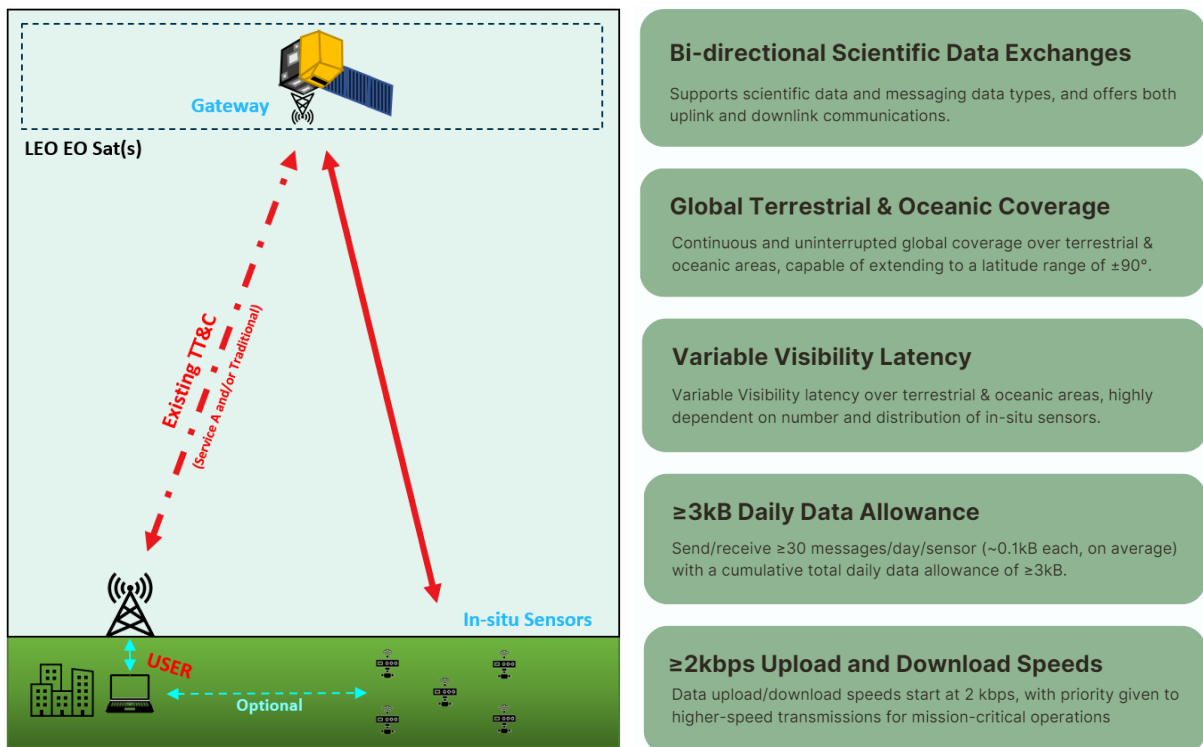 Gateway
LEO EO Sat(s)
Existing TT&C
(Service A and/or Traditional)
In-situ Sensors
USER
Optional
Bi-directional Scientific Data Exchanges
Supports scientific data and messaging data types, and offers both
uplink and downlink communications.
Global Terrestrial & Oceanic Coverage
Continuous and uninterrupted global coverage over terrestrial &
oceanic areas, capable of extending to a latitude range of ±90°.
Variable Visibility Latency
Variable Visibility latency over terrestrial & oceanic areas, highly
dependent on number and distribution of in-situ sensors.
≥3kB Daily Data Allowance
Send/receive ≥30 messages/day/sensor (~0.1kB each, on average)
with a cumulative total daily data allowance of ≥3kB.
≥2kbps Upload and Download Speeds
Data upload/download speeds start at 2 kbps, with priority given to
higher-speed transmissions for mission-critical operations